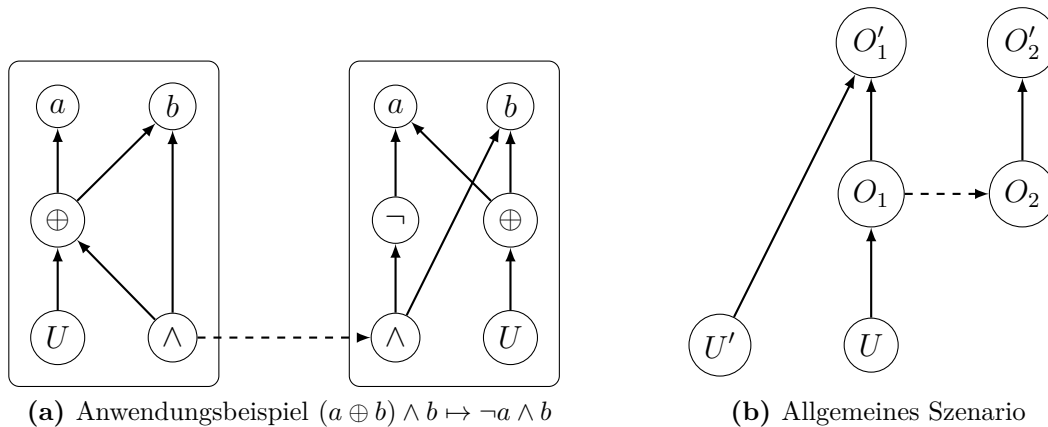 O′₁ O′₂
a b a b
⊕ ¬ ⊕ O₁ O₂
U ∧ ∧ U U′ U
(a) Anwendungsbeispiel (a ⊕ b) ∧ b ↦ ¬a ∧ b
(b) Allgemeines Szenario